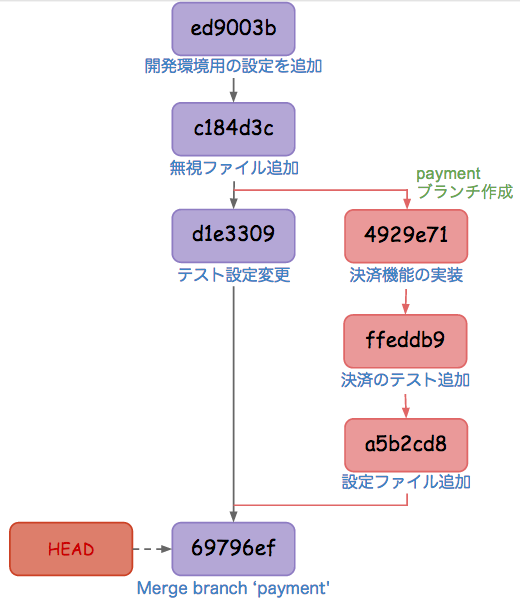 ed9003b
開発環境用の設定を追加
c184d3c
無視ファイル追加
payment
ブランチ作成
d1e3309
テスト設定変更
4929e71
決済機能の実装
ffeddb9
決済のテスト追加
a5b2cd8
設定ファイル追加
HEAD
69796ef
Merge branch ‘payment'